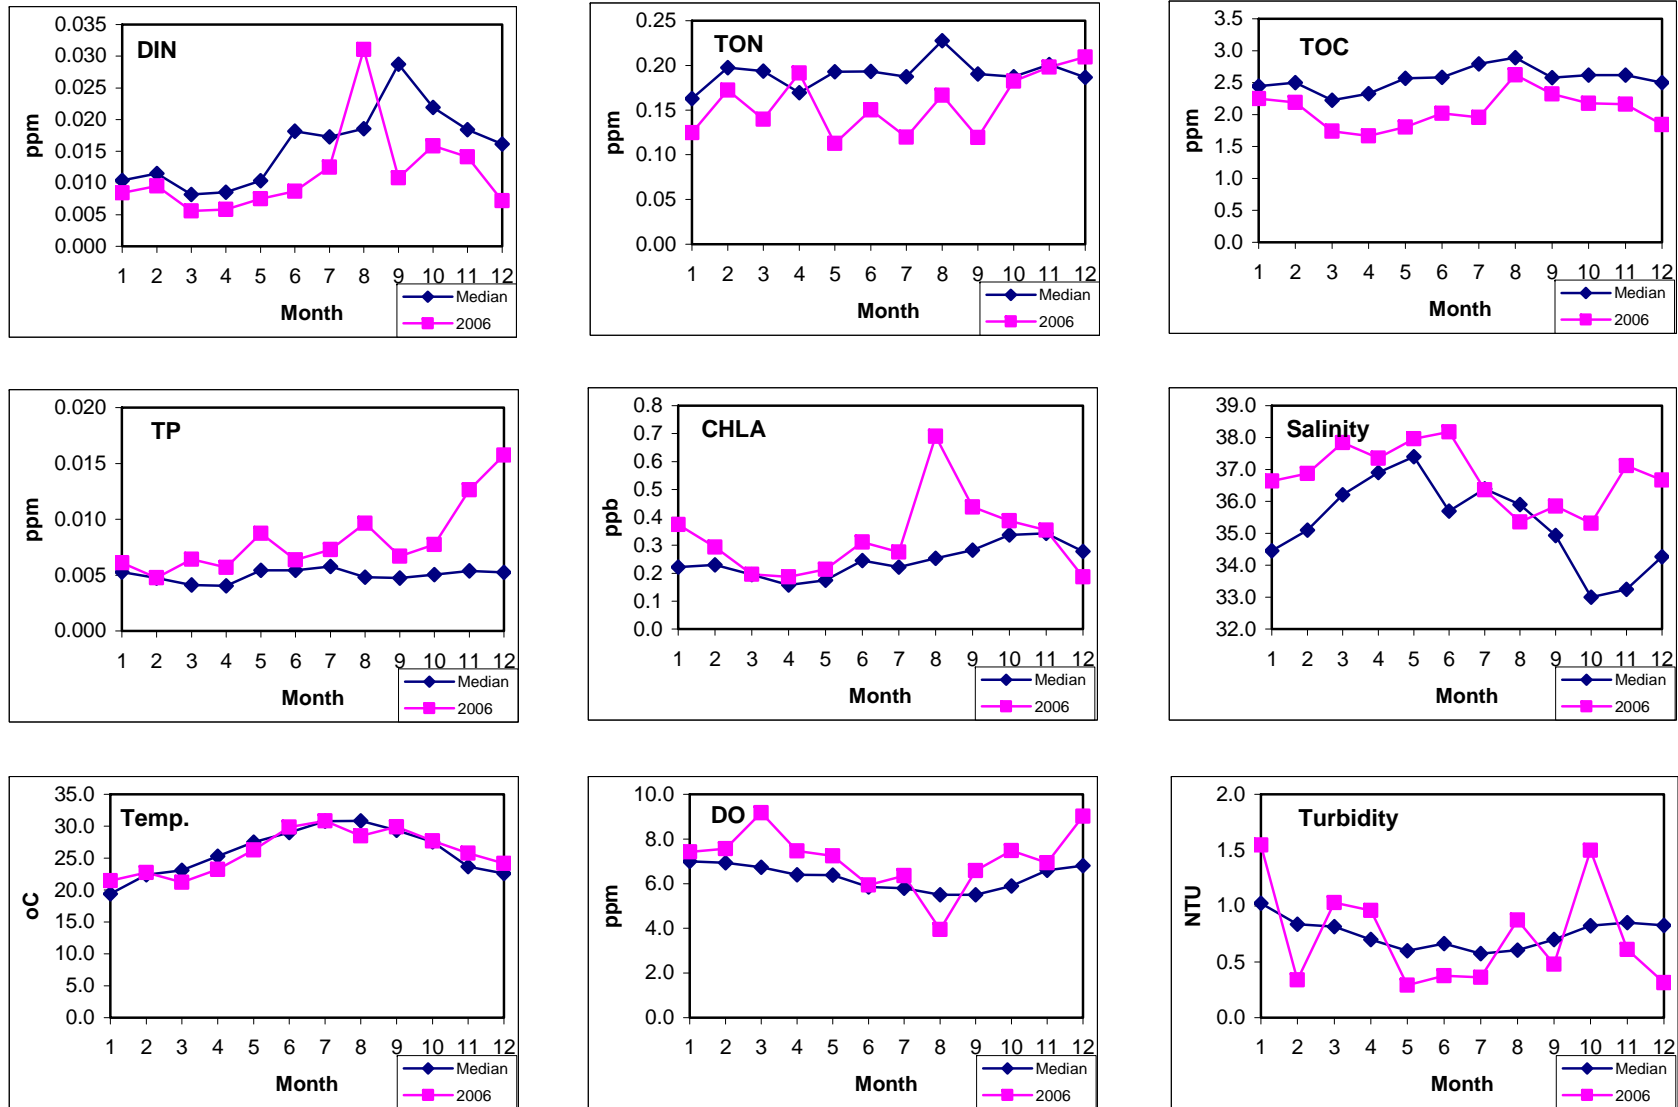 DIN
ppm
0.035
0.030
0.025
0.020
0.015
0.010
0.005
0.000
1 2 3 4 5 6 7 8 9 10 11 12
Month
Median
2006
TON
ppm
0.25
0.20
0.15
0.10
0.05
0.00
1 2 3 4 5 6 7 8 9 10 11 12
Month
Median
2006
TOC
ppm
3.5
3.0
2.5
2.0
1.5
1.0
0.5
0.0
1 2 3 4 5 6 7 8 9 10 11 12
Month
Median
2006
TP
ppm
0.020
0.015
0.010
0.005
0.000
1 2 3 4 5 6 7 8 9 10 11 12
Month
Median
2006
CHLA
ppb
0.8
0.7
0.6
0.5
0.4
0.3
0.2
0.1
0.0
1 2 3 4 5 6 7 8 9 10 11 12
Month
Median
2006
Salinity
39.0
38.0
37.0
36.0
35.0
34.0
33.0
32.0
1 2 3 4 5 6 7 8 9 10 11 12
Month
Median
2006
Temp.
oC
35.0
30.0
25.0
20.0
15.0
10.0
5.0
0.0
1 2 3 4 5 6 7 8 9 10 11 12
Month
Median
2006
DO
ppm
10.0
8.0
6.0
4.0
2.0
0.0
1 2 3 4 5 6 7 8 9 10 11 12
Month
Median
2006
Turbidity
NTU
2.0
1.5
1.0
0.5
0.0
1 2 3 4 5 6 7 8 9 10 11 12
Month
Median
2006